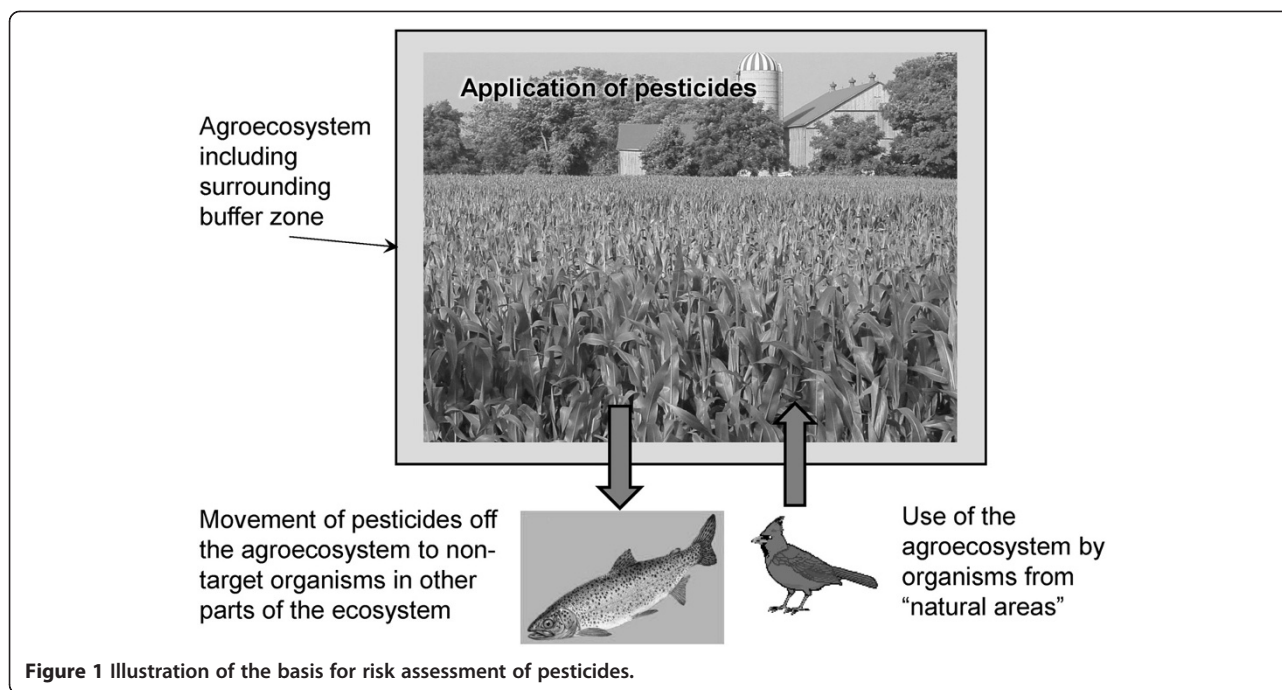 Application of pesticides
Agroecosystem
including
surrounding
buffer zone
Movement of pesticides off
the agroecosystem to non-
target organisms in other
parts of the ecosystem
Use of the
agroecosystem by
organisms from
“natural areas”
Figure 1 Illustration of the basis for risk assessment of pesticides.